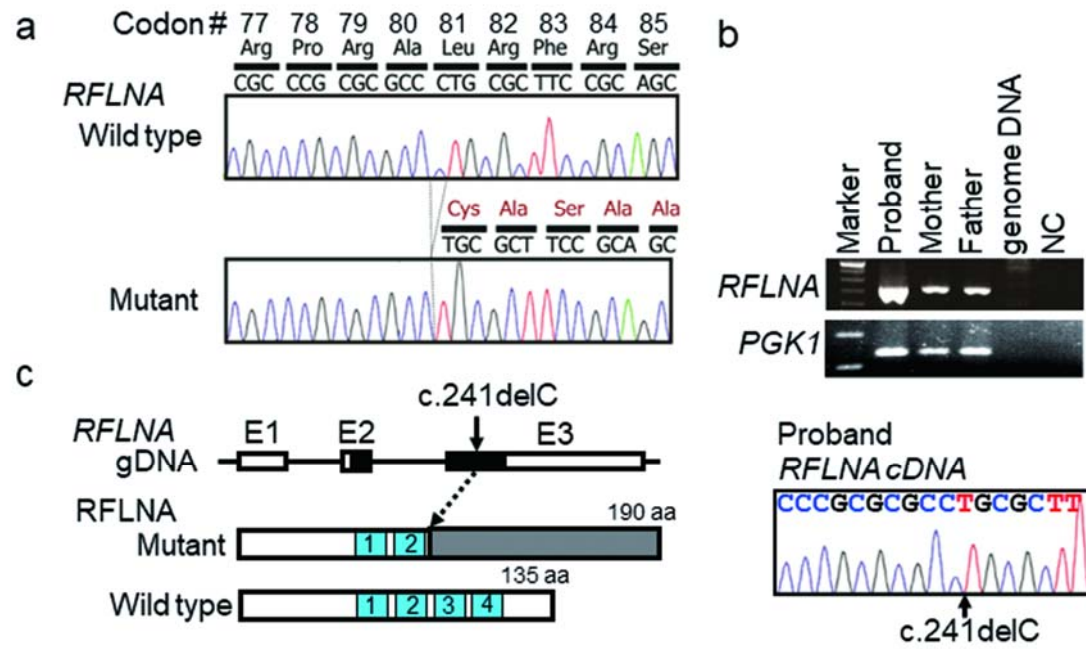 a
Codon# 77 78 79 80 81 82 83 84 85
Arg Pro Arg Ala Leu Arg Phe Arg Ser
CGC CCG CGC GCC CTG CGC TTC CGC AGC
RFLNA
Wild type
Cys Ala Ser Ala Ala
TGC GCT TCC GCA GC
Mutant
b
Marker
Proband
Mother
Father
genome DNA
NC
RFLNA
PGK1
Proband
RFLNA cDNA
CCCGCGCGCCTGCGCTT
c.241delC
c
c.241delC
RFLNA
gDNA
E1 E2 E3
RFLNA
190 aa
Mutant
1 2
135 aa
Wild type
1 2 3 4